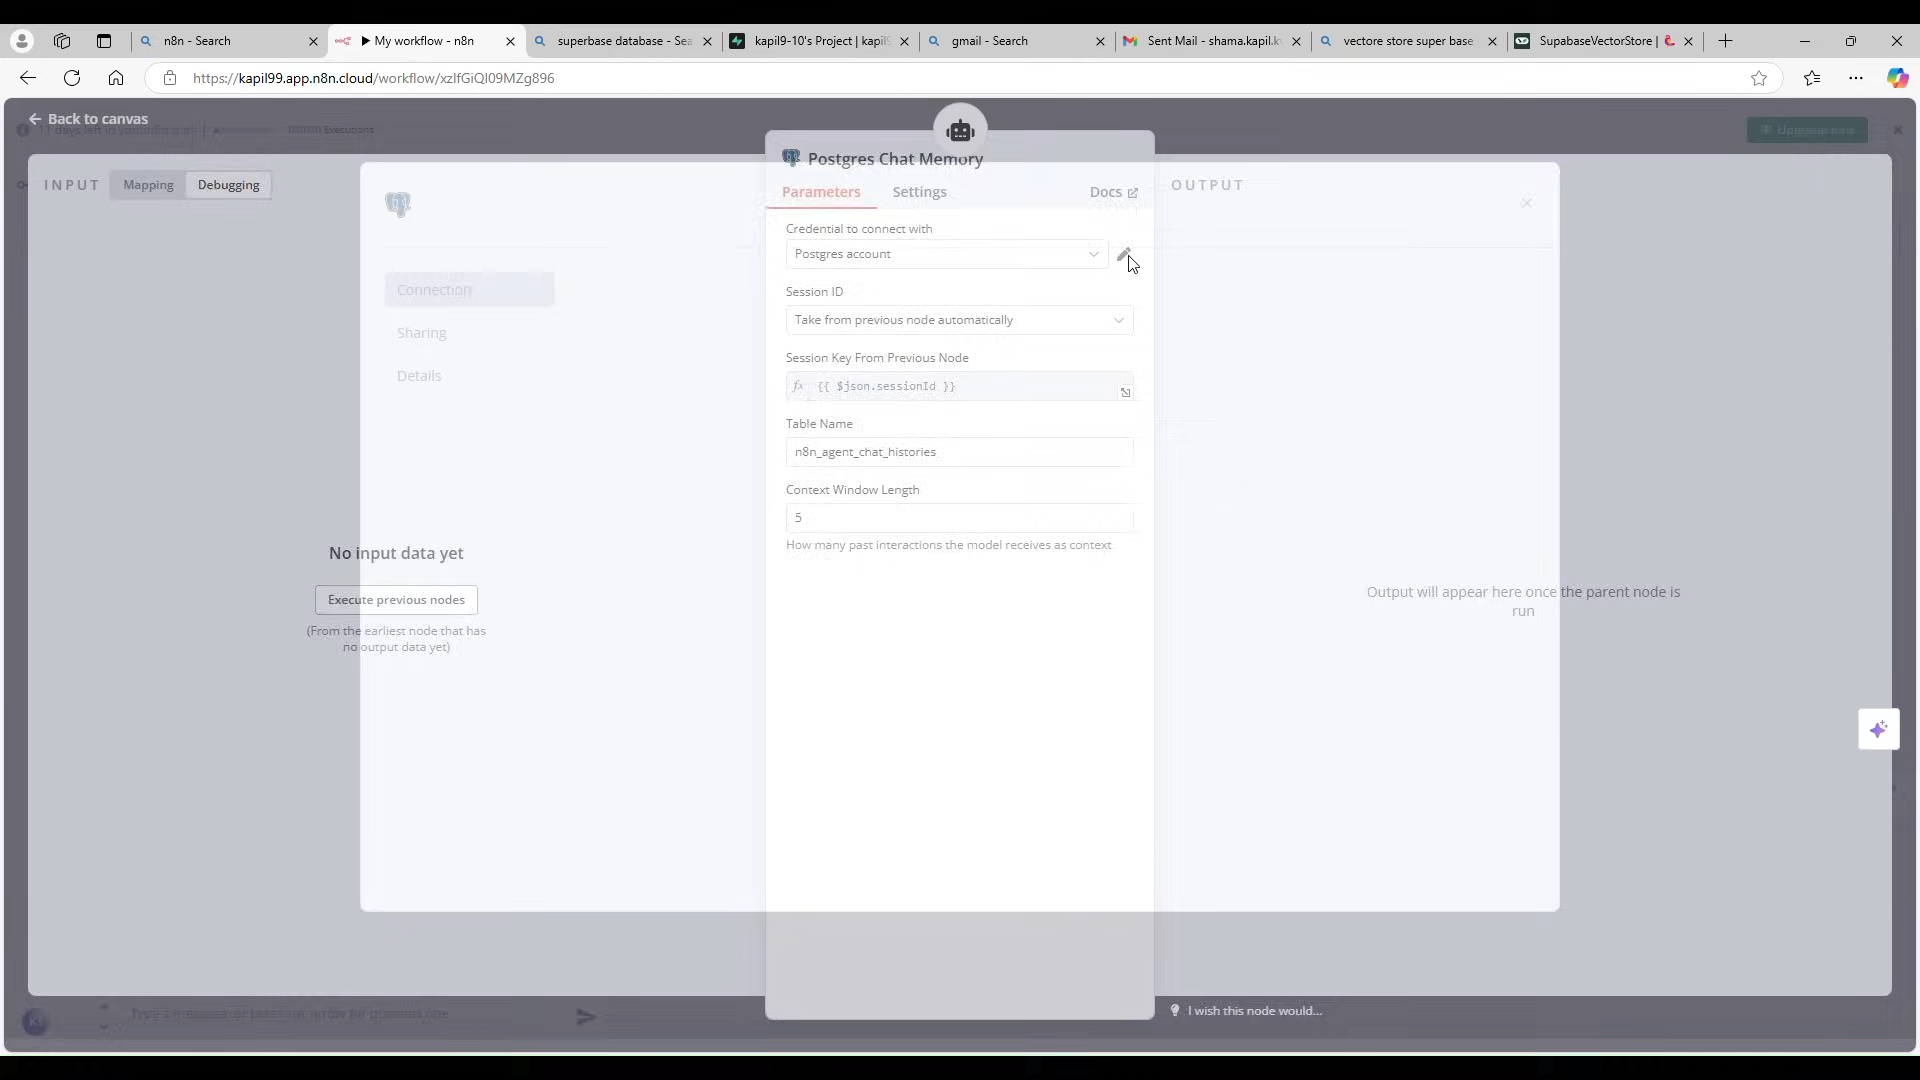 n8n - Search
My workflow - n8n
superbase database - Sea
kapil9-10's Project | kapil9
gmail - Search
Sent Mail - shama.kapil.k
vectore store super base
SupabaseVectorStore |
https://kapil99.app.n8n.cloud/workflow/xzlfGiQI09MZg896
Back to canvas
Executions
Upgrade now
Postgres Chat Memory
INPUT
Mapping
Debugging
Parameters
Settings
Docs
OUTPUT
Credential to connect with
Postgres account
Connection
Sharing
Details
Session ID
Take from previous node automatically
Session Key From Previous Node
fx {{ $json.sessionId }}
Table Name
n8n_agent_chat_histories
Context Window Length
5
How many past interactions the model receives as context
No input data yet
Execute previous nodes
(From the earliest node that has
no output data yet)
Output will appear here once the parent node is
run
I wish this node would...